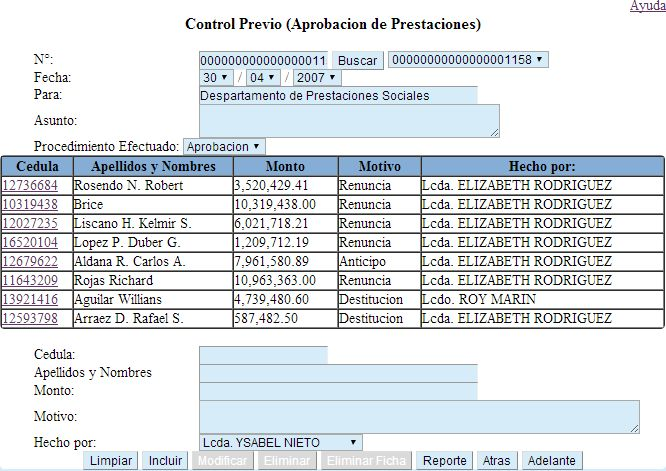 Ayuda
Control Previo (Aprobacion de Prestaciones)
N°: 000000000000000011 Buscar 00000000000000001158
Fecha: 30 / 04 / 2007
Para: Despartamento de Prestaciones Sociales
Asunto:
Procedimiento Efectuado: Aprobacion
Cedula Apellidos y Nombres Monto Motivo Hecho por:
12736684 Rosendo N. Robert 3,520,429.41 Renuncia Lcda. ELIZABETH RODRIGUEZ
10319438 Brice 10,319,438.00 Renuncia Lcda. ELIZABETH RODRIGUEZ
12027235 Liscano H. Kelmir S. 6,021,718.21 Renuncia Lcda. ELIZABETH RODRIGUEZ
16520104 Lopez P. Duber G. 1,209,712.19 Renuncia Lcda. ELIZABETH RODRIGUEZ
12679622 Aldana R. Carlos A. 7,961,580.89 Anticipo Lcda. ELIZABETH RODRIGUEZ
11643209 Rojas Richard 10,963,363.00 Renuncia Lcda. ELIZABETH RODRIGUEZ
13921416 Aguilar Willians 4,739,480.60 Destitucion Lcdo. ROY MARIN
12593798 Arraez D. Rafael S. 587,482.50 Destitucion Lcda. ELIZABETH RODRIGUEZ
Cedula:
Apellidos y Nombres
Monto:
Motivo:
Hecho por: Lcda. YSABEL NIETO
Limpiar Incluir Modificar Eliminar Eliminar Ficha Reporte Atras Adelante